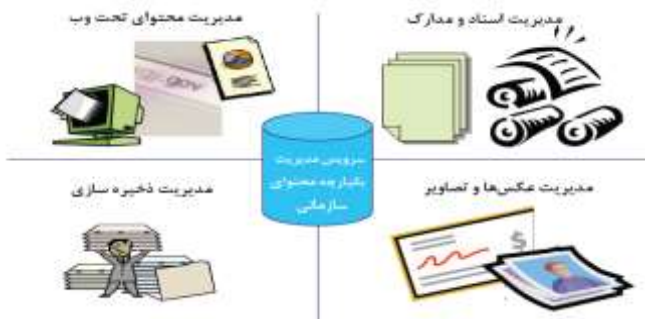 مدیریت اسناد و مدارک
مدیریت محتوای تحت وب
.gov
سرویس مدیریت
یکپارچه محتوای
سازمانی
مدیریت عکس‌ها و تصاویر
مدیریت ذخیره سازی
$